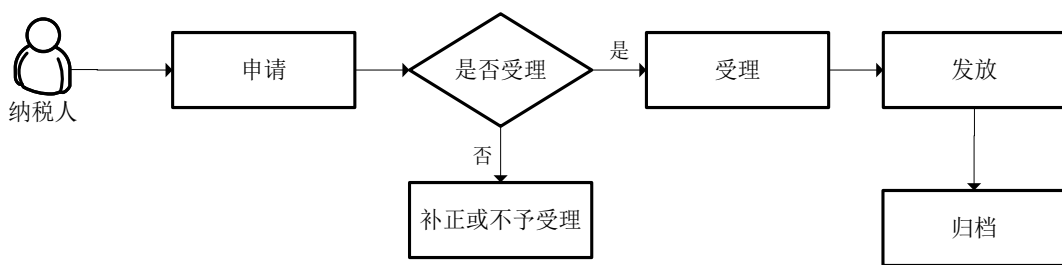 纳税人
申请
是否受理
是
受理
发放
否
补正或不予受理
归档